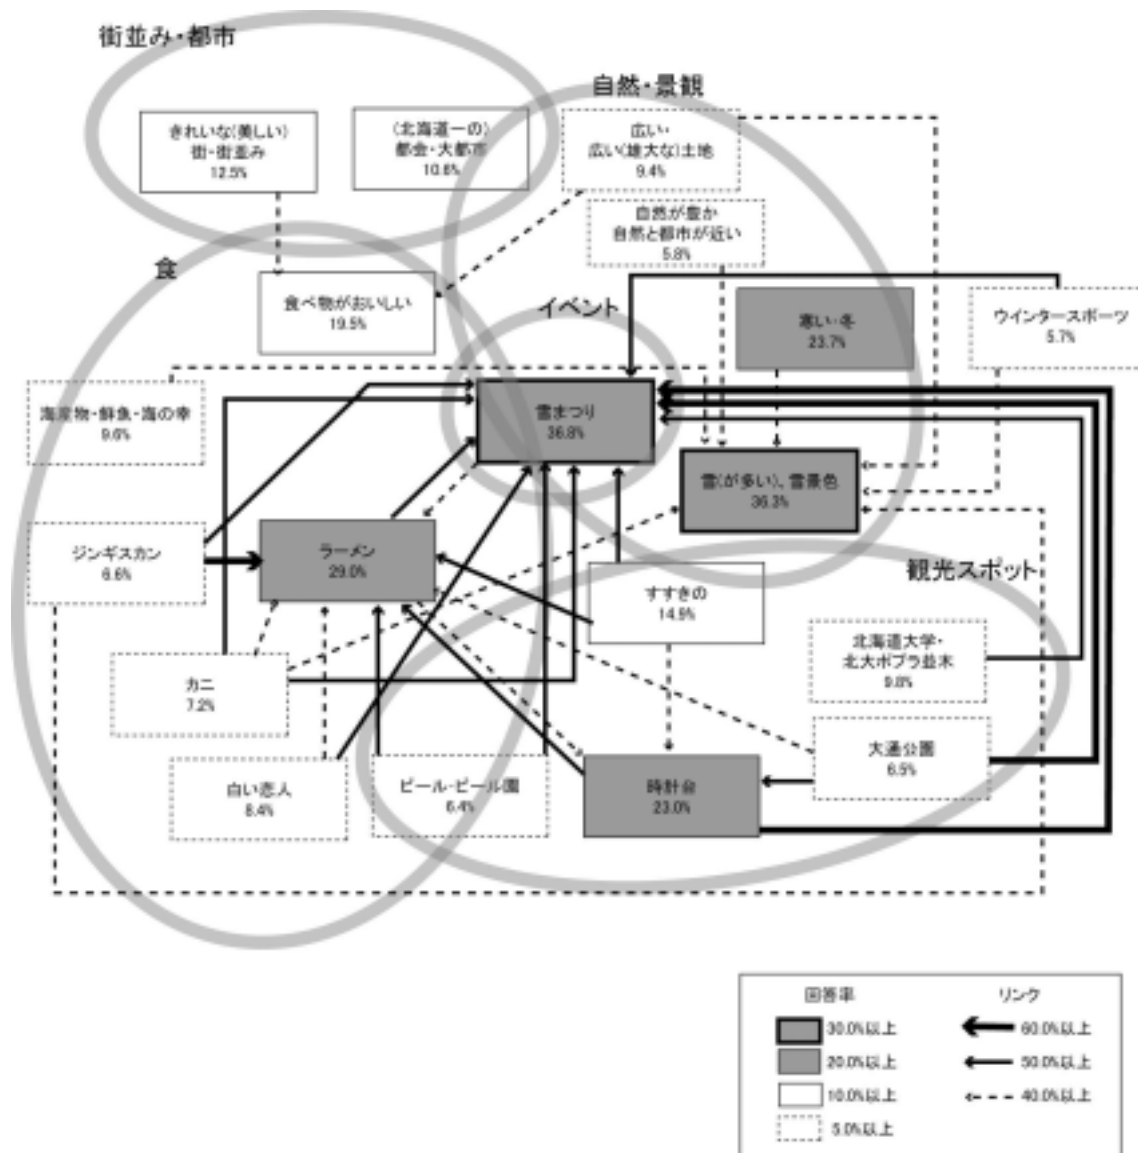 街並み・都市
自然・景観
きれいな(美しい)
街・街並み
12.5%
(北海道一の)
都会・大都市
10.6%
広い・
広い(雄大な)土地
9.4%
自然が豊か
自然と都市が近い
5.8%
食
食べ物がおいしい
19.5%
イベント
寒い・冬
23.7%
ウインタースポーツ
5.7%
海産物・鮮魚・海の幸
9.6%
雪まつり
36.8%
雪(が多い)、雪景色
36.3%
ジンギスカン
6.6%
ラーメン
29.0%
すすきの
14.9%
観光スポット
北海道大学・
北大ポプラ並木
9.8%
カニ
7.2%
大通公園
6.5%
白い恋人
8.4%
ビール・ビール園
6.4%
時計台
23.0%
回答率
リンク
30.0%以上
60.0%以上
20.0%以上
50.0%以上
10.0%以上
40.0%以上
5.0%以上